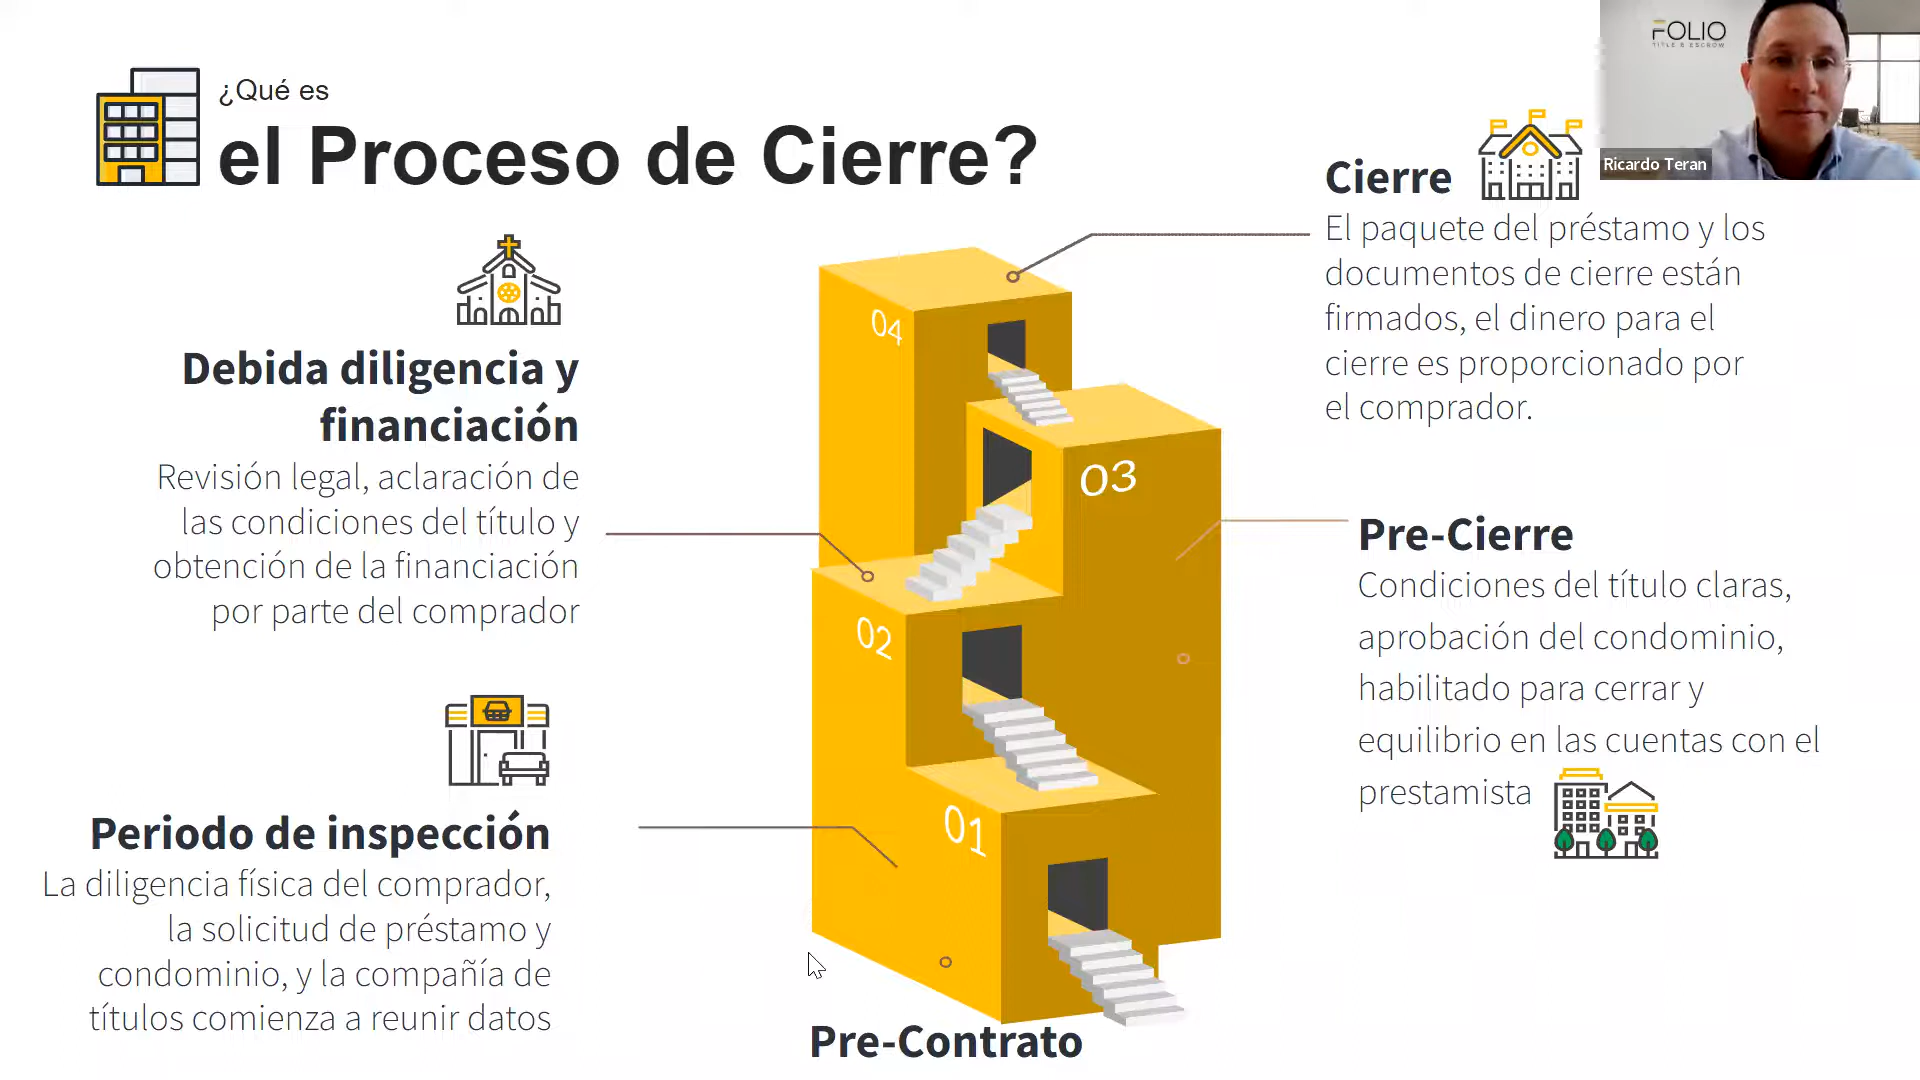 ¿Qué es
el Proceso de Cierre?
FOLIO
TITLE & ESCROW
Ricardo Teran
Cierre
El paquete del préstamo y los
documentos de cierre están
firmados, el dinero para el
cierre es proporcionado por
el comprador.
Debida diligencia y
financiación
Revisión legal, aclaración de
las condiciones del título y
obtención de la financiación
por parte del comprador
04
03
02
01
Pre-Cierre
Condiciones del título claras,
aprobación del condominio,
habilitado para cerrar y
equilibrio en las cuentas con el
prestamista
Periodo de inspección
La diligencia física del comprador,
la solicitud de préstamo y
condominio, y la compañía de
títulos comienza a reunir datos
Pre-Contrato